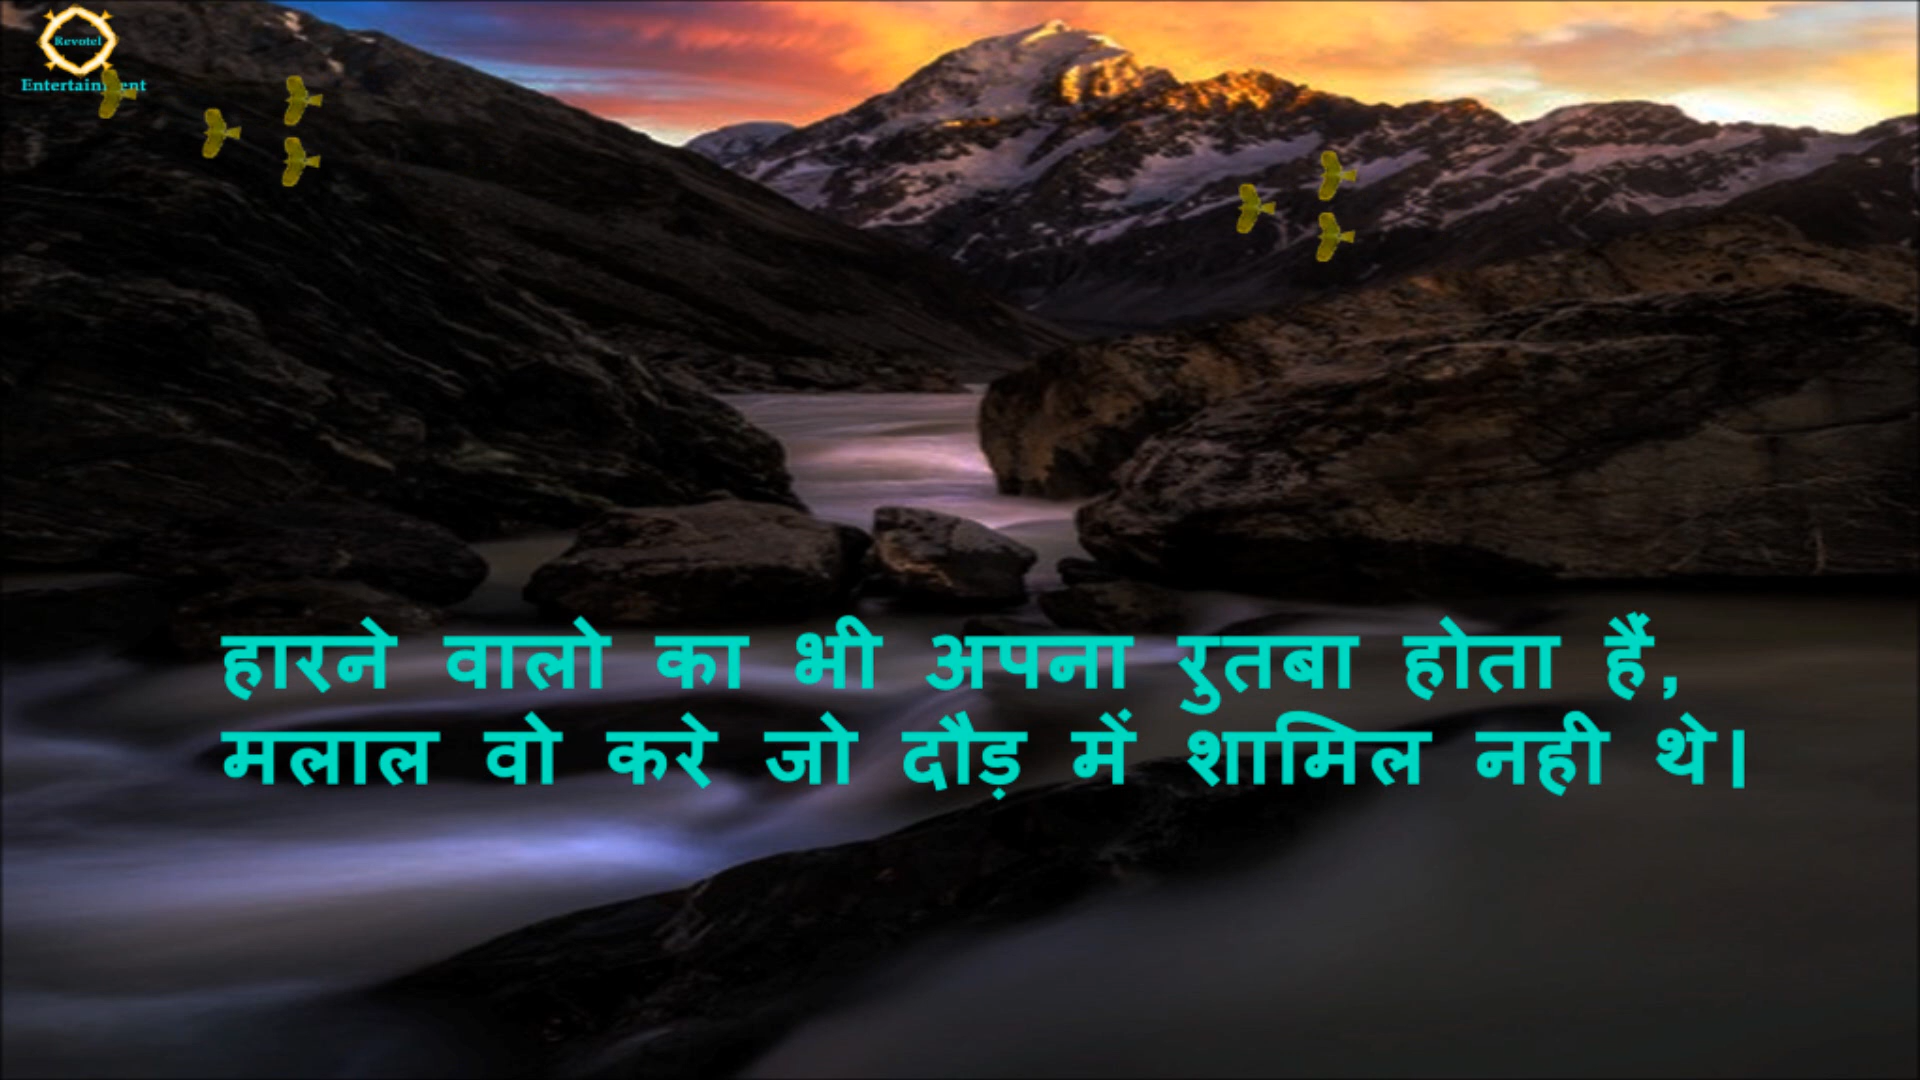 Revotel
Entertainment
हारने वालो का भी अपना रुतबा होता हैं,
मलाल वो करे जो दौड़ में शामिल नही थे।